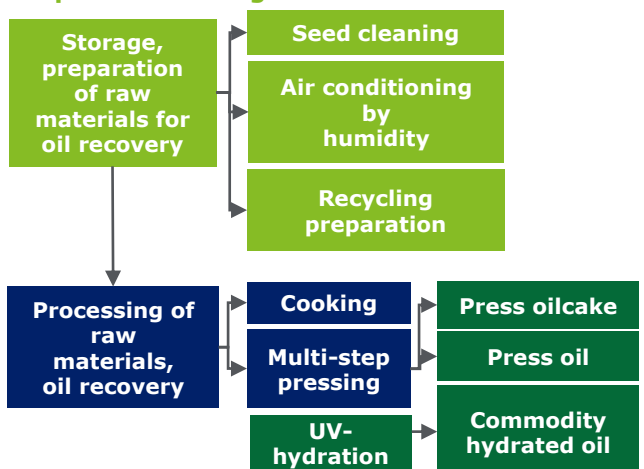 Storage,
preparation
of raw
materials for
oil recovery
Seed cleaning
Air conditioning
by
humidity
Recycling
preparation
Processing of
raw
materials,
oil recovery
Cooking
Multi-step
pressing
Press oilcake
Press oil
UV-
hydration
Commodity
hydrated oil